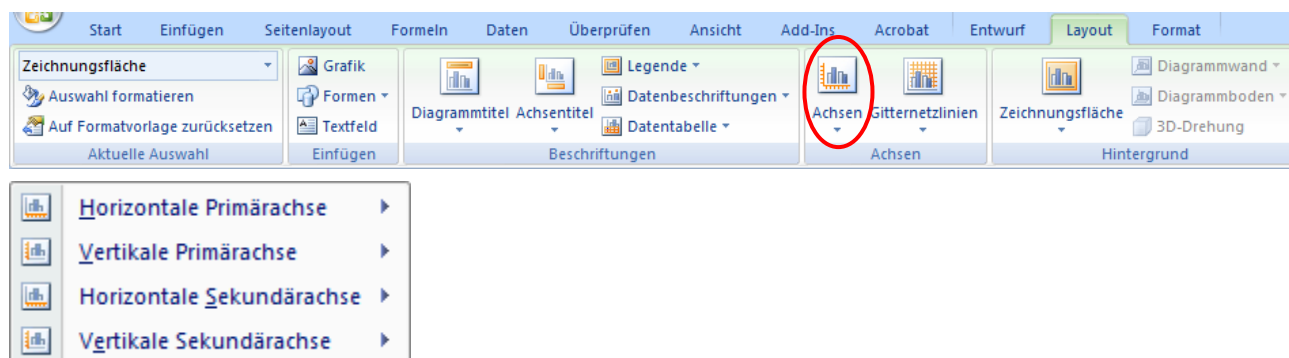 Start Einfügen Seitenlayout Formeln Daten Überprüfen Ansicht Add-Ins Acrobat Entwurf Layout Format
Zeichnungsfläche
Auswahl formatieren
Auf Formatvorlage zurücksetzen
Aktuelle Auswahl
Grafik
Formen
Textfeld
Einfügen
Diagrammtitel
Achsentitel
Legende
Datenbeschriftungen
Datentabelle
Beschriftungen
Achsen
Gitternetzlinien
Achsen
Zeichnungsfläche
Diagrammwand
Diagrammboden
3D-Drehung
Hintergrund
Horizontale Primärachse
Vertikale Primärachse
Horizontale Sekundärachse
Vertikale Sekundärachse